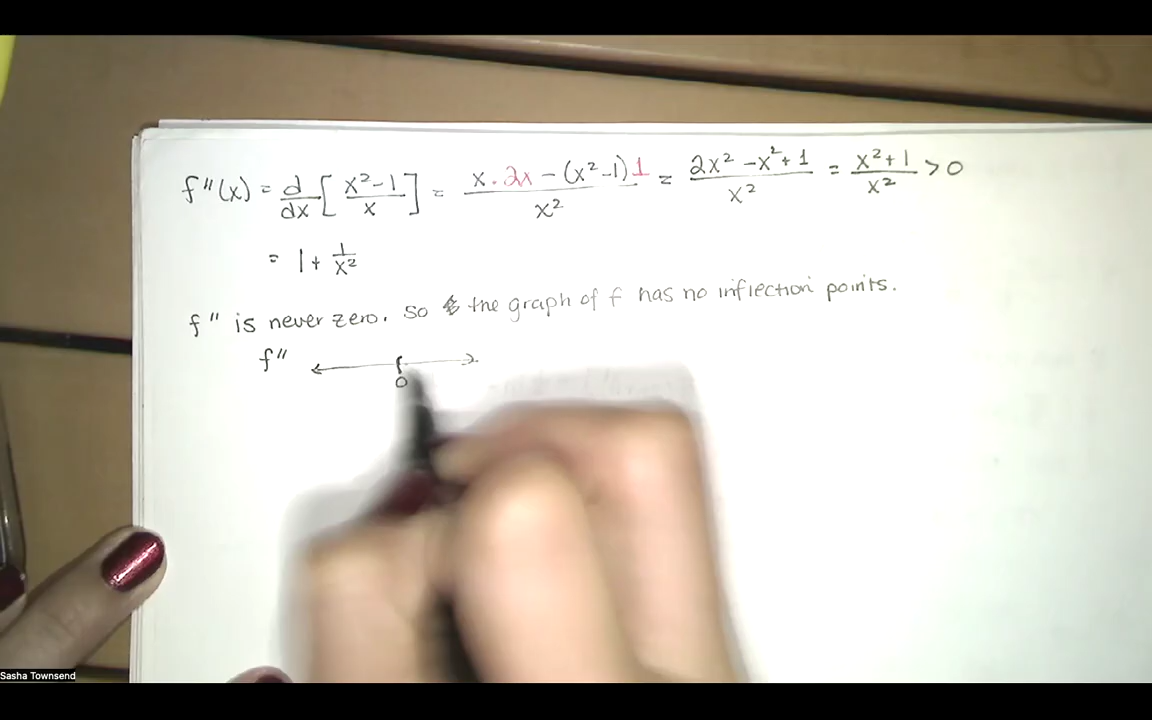 f"(x) = d/dx [ x²-1 / x ] = x·2x - (x²-1)1 / x² = 2x² - x² + 1 / x² = x²+1 / x² > 0
= 1 + 1/x²
f" is never zero. So the graph of f has no inflection points.
f"
0
Sasha Townsend